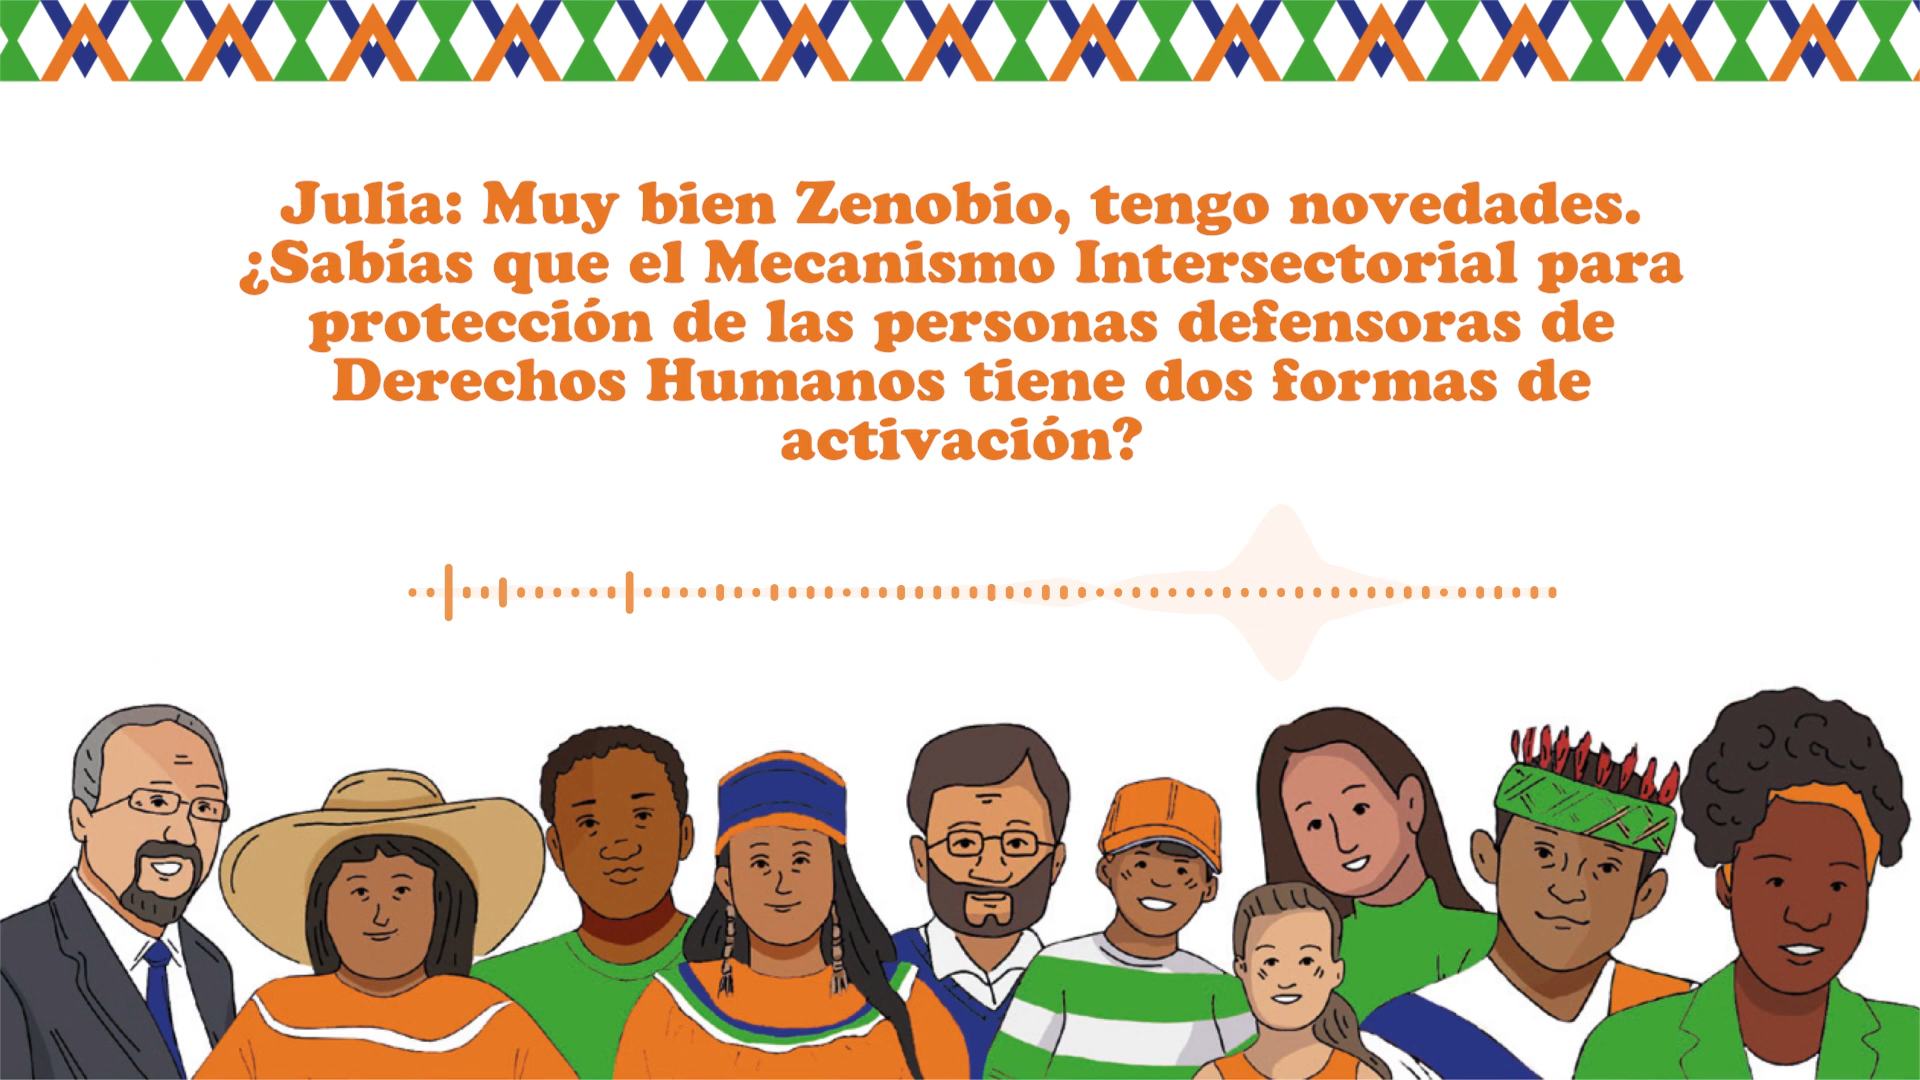 Julia: Muy bien Zenobio, tengo novedades.
¿Sabías que el Mecanismo Intersectorial para
protección de las personas defensoras de
Derechos Humanos tiene dos formas de
activación?